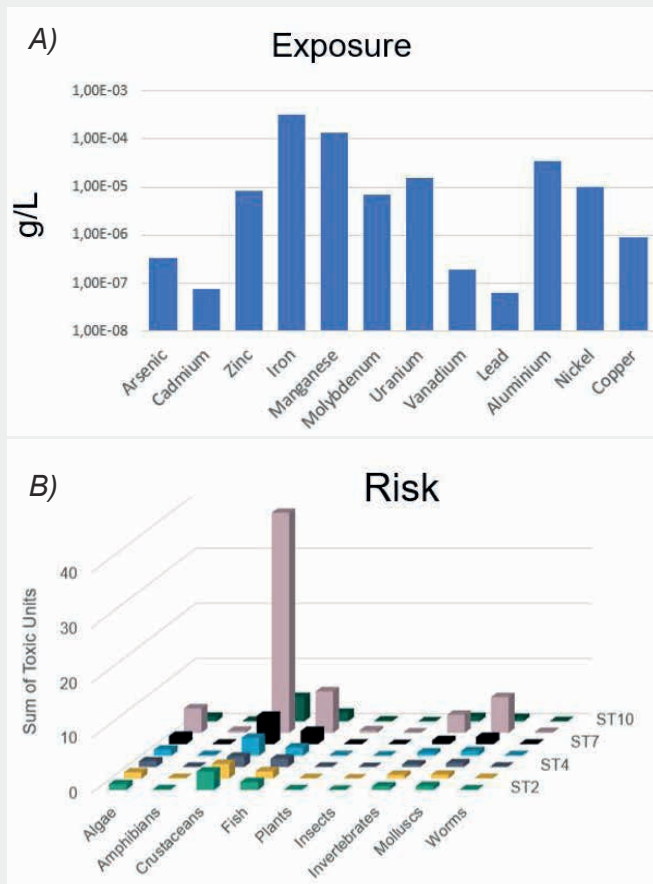 A)
Exposure
g/L
1,00E-03
1,00E-04
1,00E-05
1,00E-06
1,00E-07
1,00E-08
Arsenic
Cadmium
Zinc
Iron
Manganese
Molybdenum
Uranium
Vanadium
Lead
Aluminium
Nickel
Copper
B)
Risk
Sum of Toxic Units
40
30
20
10
0
ST10
ST7
ST4
ST2
Algae
Amphibians
Crustaceans
Fish
Plants
Insects
Invertebrates
Molluscs
Worms